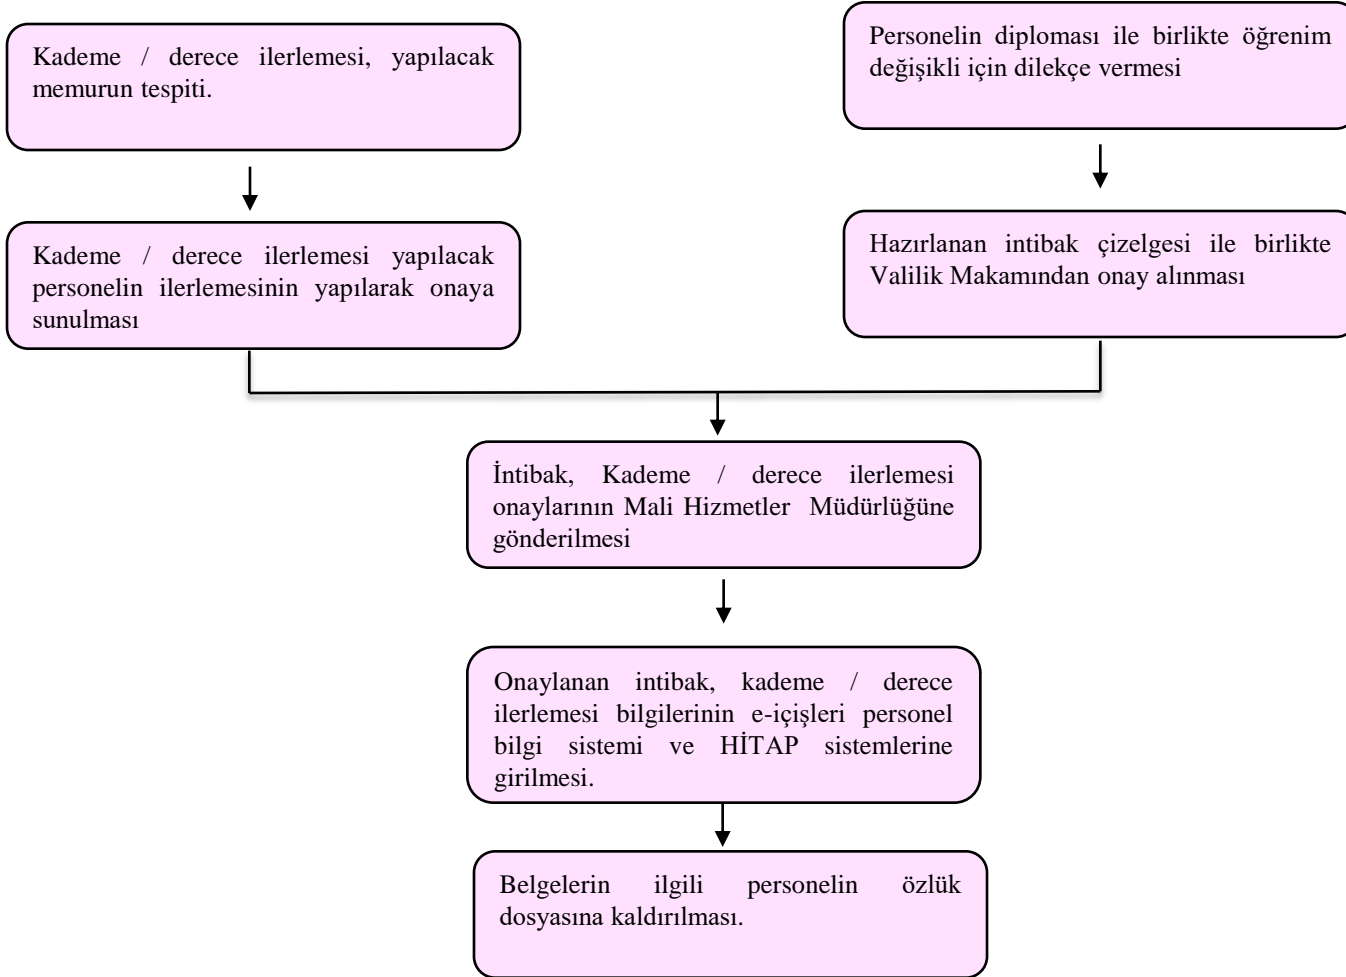 Kademe / derece ilerlemesi, yapılacak
memurun tespiti.
Personelin diploması ile birlikte öğrenim
değişikli için dilekçe vermesi
Kademe / derece ilerlemesi yapılacak
personelin ilerlemesinin yapılarak onaya
sunulması
Hazırlanan intibak çizelgesi ile birlikte
Valilik Makamından onay alınması
İntibak, Kademe / derece ilerlemesi
onaylarının Mali Hizmetler Müdürlüğüne
gönderilmesi
Onaylanan intibak, kademe / derece
ilerlemesi bilgilerinin e-içişleri personel
bilgi sistemi ve HİTAP sistemlerine
girilmesi.
Belgelerin ilgili personelin özlük
dosyasına kaldırılması.